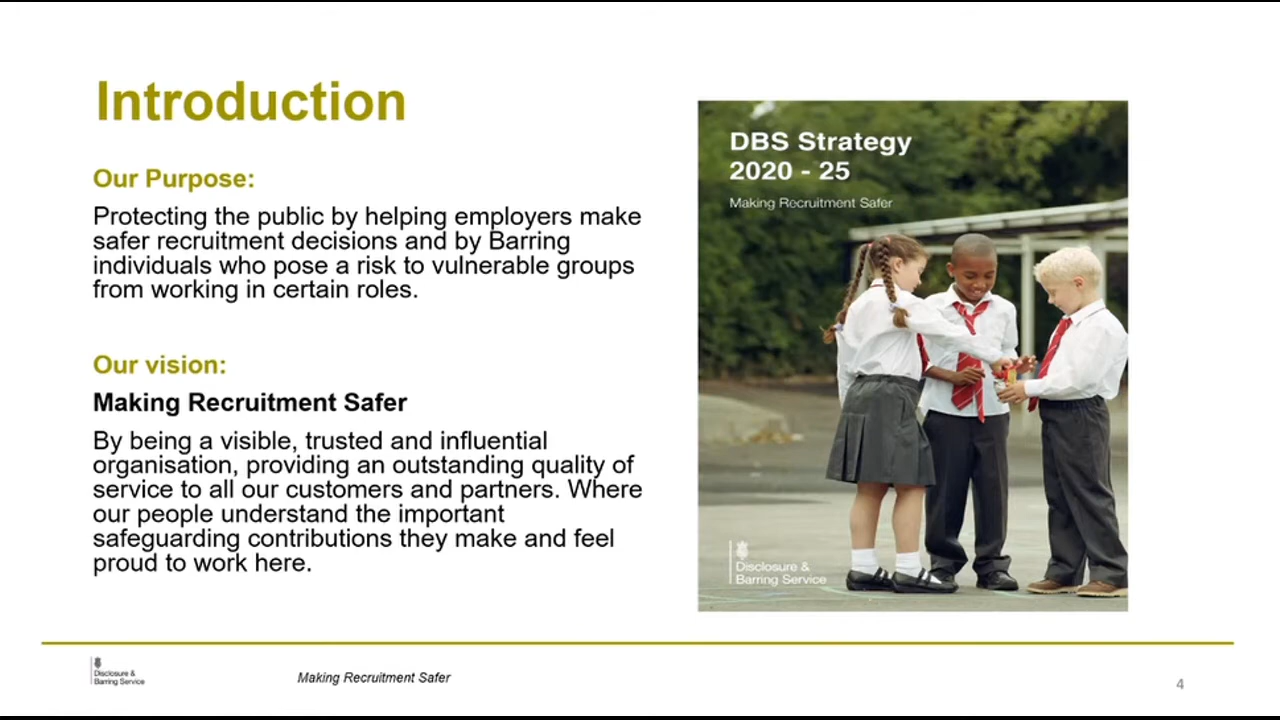 Introduction
Our Purpose:
Protecting the public by helping employers make
safer recruitment decisions and by Barring
individuals who pose a risk to vulnerable groups
from working in certain roles.
Our vision:
Making Recruitment Safer
By being a visible, trusted and influential
organisation, providing an outstanding quality of
service to all our customers and partners. Where
our people understand the important
safeguarding contributions they make and feel
proud to work here.
DBS Strategy
2020 - 25
Making Recruitment Safer
Disclosure &
Barring Service
Disclosure &
Barring Service
Making Recruitment Safer
4